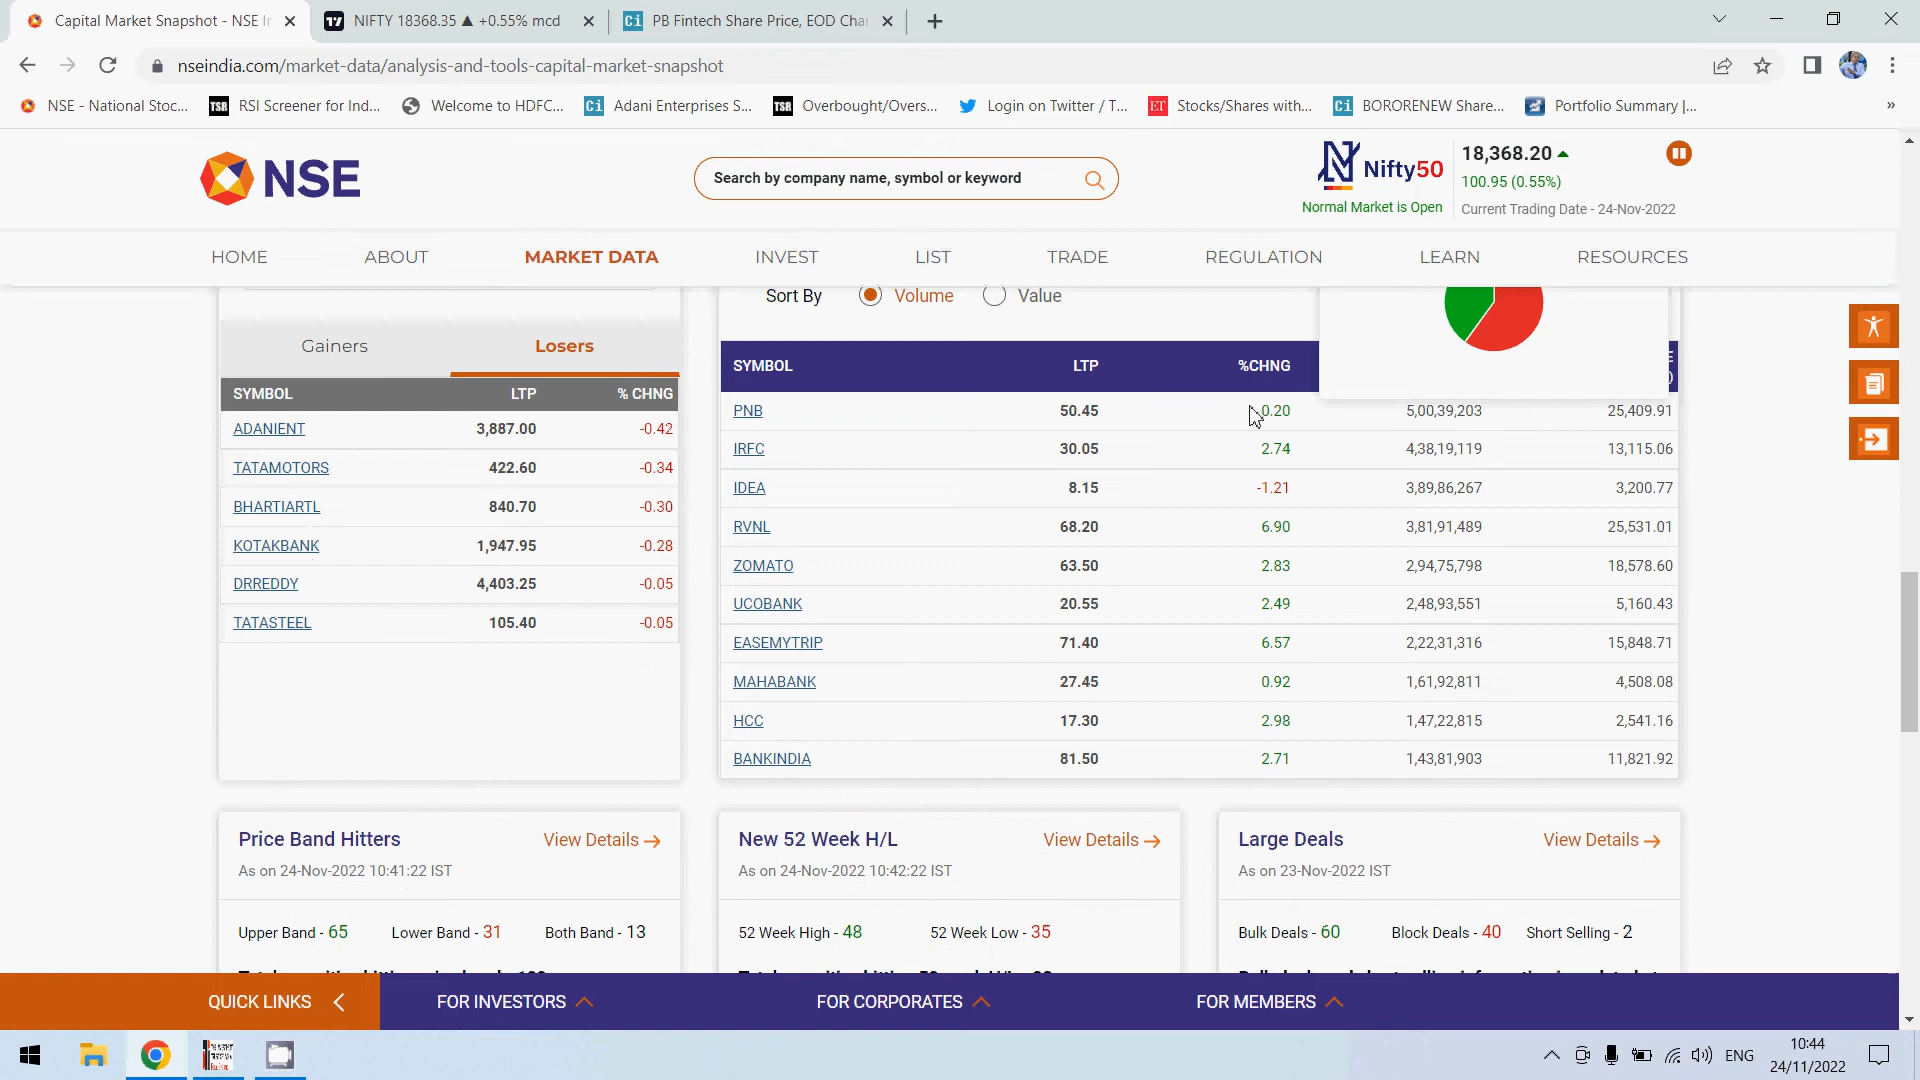 Capital Market Snapshot - NSE In
NIFTY 18368.35 ▲ +0.55% mcd
PB Fintech Share Price, EOD Cha
nseindia.com/market-data/analysis-and-tools-capital-market-snapshot
NSE - National Stoc...
RSI Screener for Ind...
Welcome to HDFC...
Adani Enterprises S...
Overbought/Overs...
Login on Twitter / T...
Stocks/Shares with...
BORORENEW Share...
Portfolio Summary |...
NSE
Search by company name, symbol or keyword
Nifty50
18,368.20
100.95 (0.55%)
Normal Market is Open
Current Trading Date - 24-Nov-2022
HOME ABOUT MARKET DATA INVEST LIST TRADE REGULATION LEARN RESOURCES
Gainers Losers
SYMBOL LTP % CHNG
ADANIENT 3,887.00 -0.42
TATAMOTORS 422.60 -0.34
BHARTIARTL 840.70 -0.30
KOTAKBANK 1,947.95 -0.28
DRREDDY 4,403.25 -0.05
TATASTEEL 105.40 -0.05
Sort By Volume Value
SYMBOL LTP %CHNG
PNB 50.45 0.20 5,00,39,203 25,409.91
IRFC 30.05 2.74 4,38,19,119 13,115.06
IDEA 8.15 -1.21 3,89,86,267 3,200.77
RVNL 68.20 6.90 3,81,91,489 25,531.01
ZOMATO 63.50 2.83 2,94,75,798 18,578.60
UCOBANK 20.55 2.49 2,48,93,551 5,160.43
EASEMYTRIP 71.40 6.57 2,22,31,316 15,848.71
MAHABANK 27.45 0.92 1,61,92,811 4,508.08
HCC 17.30 2.98 1,47,22,815 2,541.16
BANKINDIA 81.50 2.71 1,43,81,903 11,821.92
Price Band Hitters View Details
As on 24-Nov-2022 10:41:22 IST
Upper Band - 65 Lower Band - 31 Both Band - 13
New 52 Week H/L View Details
As on 24-Nov-2022 10:42:22 IST
52 Week High - 48 52 Week Low - 35
Large Deals View Details
As on 23-Nov-2022 IST
Bulk Deals - 60 Block Deals - 40 Short Selling - 2
QUICK LINKS FOR INVESTORS FOR CORPORATES FOR MEMBERS
ENG
10:44
24/11/2022